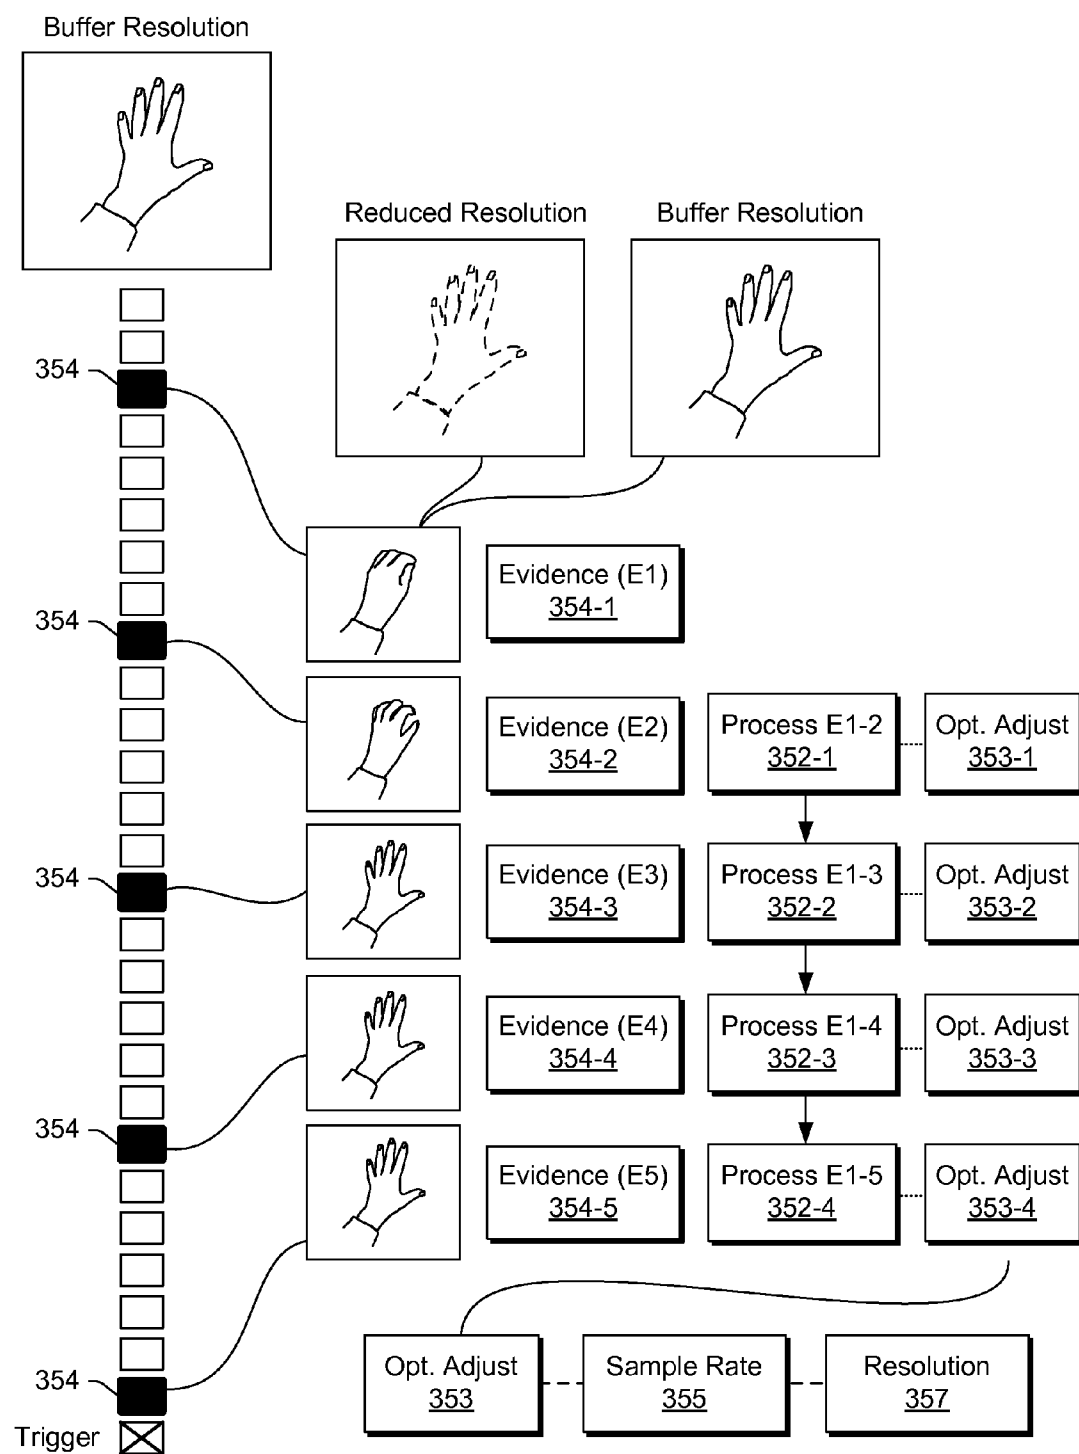 Buffer Resolution
Reduced Resolution
Buffer Resolution
354
Evidence (E1)
354-1
354
Evidence (E2)
354-2
Process E1-2
352-1
Opt. Adjust
353-1
354
Evidence (E3)
354-3
Process E1-3
352-2
Opt. Adjust
353-2
Evidence (E4)
354-4
Process E1-4
352-3
Opt. Adjust
353-3
354
Evidence (E5)
354-5
Process E1-5
352-4
Opt. Adjust
353-4
354
Opt. Adjust
353
Sample Rate
355
Resolution
357
Trigger